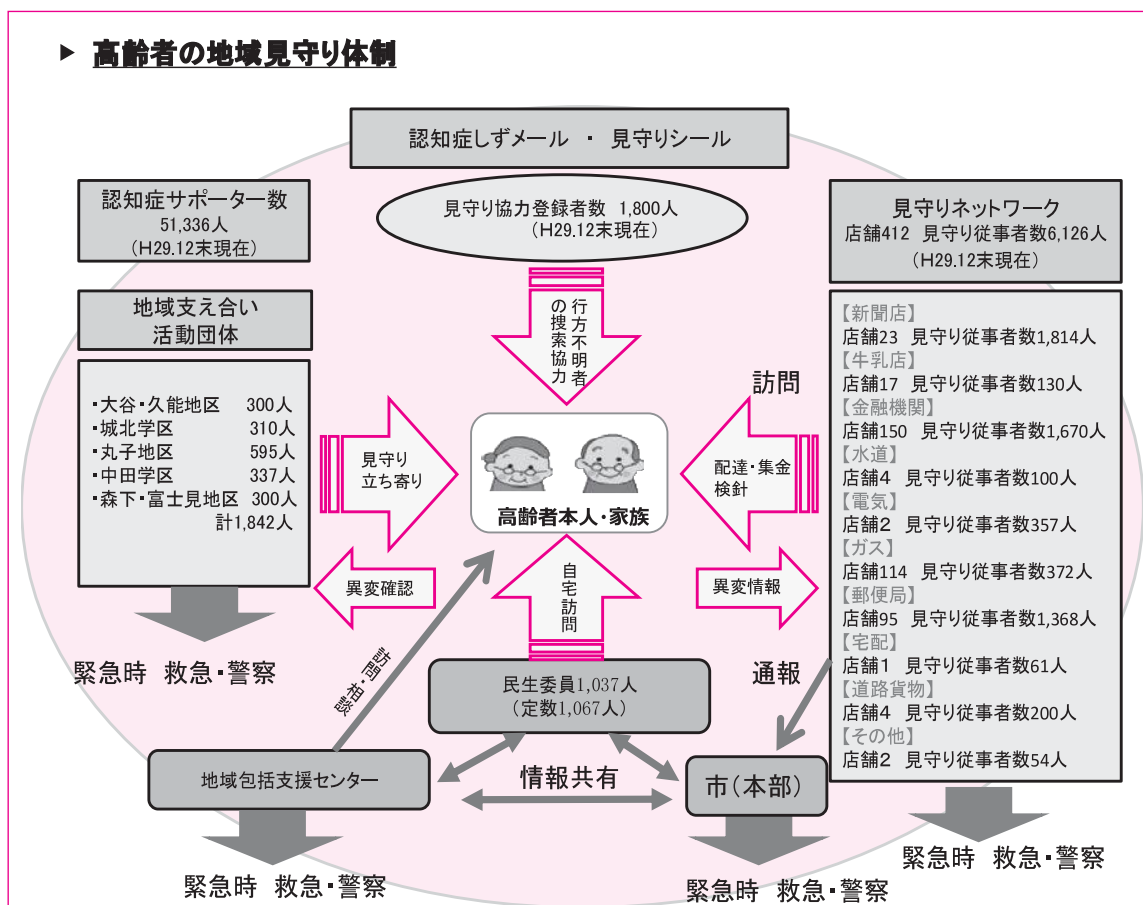 ▶ 高齢者の地域見守り体制
認知症しずメール ・ 見守りシール
認知症サポーター数
51,336人
(H29.12末現在)
見守り協力登録者数 1,800人
(H29.12末現在)
見守りネットワーク
店舗412 見守り従事者数6,126人
(H29.12末現在)
地域支え合い
活動団体
・大谷・久能地区 300人
・城北学区 310人
・丸子地区 595人
・中田学区 337人
・森下・富士見地区 300人
計1,842人
行方不明者
の捜索協力
見守り
立ち寄り
高齢者本人・家族
訪問
配達・集金
検針
【新聞店】
店舗23 見守り従事者数1,814人
【牛乳店】
店舗17 見守り従事者数130人
【金融機関】
店舗150 見守り従事者数1,670人
【水道】
店舗4 見守り従事者数100人
【電気】
店舗2 見守り従事者数357人
【ガス】
店舗114 見守り従事者数372人
【郵便局】
店舗95 見守り従事者数1,368人
【宅配】
店舗1 見守り従事者数61人
【道路貨物】
店舗4 見守り従事者数200人
【その他】
店舗2 見守り従事者数54人
異変確認
自宅訪問
異変情報
緊急時 救急・警察
訪問・相談
民生委員1,037人
(定数1,067人)
通報
地域包括支援センター
情報共有
市(本部)
緊急時 救急・警察
緊急時 救急・警察
緊急時 救急・警察